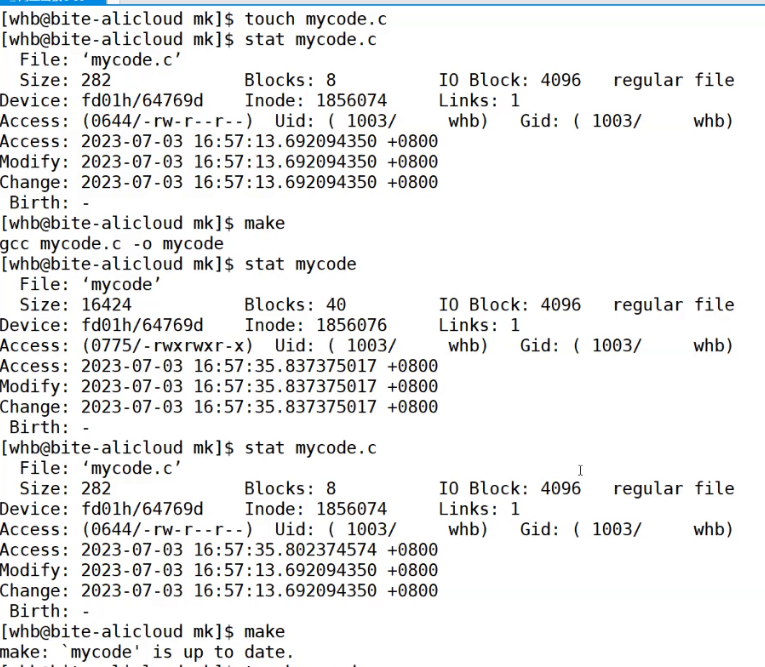 [whb@bite-alicloud mk]$ touch mycode.c
[whb@bite-alicloud mk]$ stat mycode.c
  File: ‘mycode.c’
  Size: 282             Blocks: 8          IO Block: 4096   regular file
Device: fd01h/64769d    Inode: 1856074     Links: 1
Access: (0644/-rw-r--r--)  Uid: ( 1003/     whb)   Gid: ( 1003/     whb)
Access: 2023-07-03 16:57:13.692094350 +0800
Modify: 2023-07-03 16:57:13.692094350 +0800
Change: 2023-07-03 16:57:13.692094350 +0800
 Birth: -
[whb@bite-alicloud mk]$ make
gcc mycode.c -o mycode
[whb@bite-alicloud mk]$ stat mycode
  File: ‘mycode’
  Size: 16424           Blocks: 40         IO Block: 4096   regular file
Device: fd01h/64769d    Inode: 1856076     Links: 1
Access: (0775/-rwxrwxr-x)  Uid: ( 1003/     whb)   Gid: ( 1003/     whb)
Access: 2023-07-03 16:57:35.837375017 +0800
Modify: 2023-07-03 16:57:35.837375017 +0800
Change: 2023-07-03 16:57:35.837375017 +0800
 Birth: -
[whb@bite-alicloud mk]$ stat mycode.c
  File: ‘mycode.c’
  Size: 282             Blocks: 8          IO Block: 4096   regular file
Device: fd01h/64769d    Inode: 1856074     Links: 1
Access: (0644/-rw-r--r--)  Uid: ( 1003/     whb)   Gid: ( 1003/     whb)
Access: 2023-07-03 16:57:35.802374574 +0800
Modify: 2023-07-03 16:57:13.692094350 +0800
Change: 2023-07-03 16:57:13.692094350 +0800
 Birth: -
[whb@bite-alicloud mk]$ make
make: `mycode' is up to date.